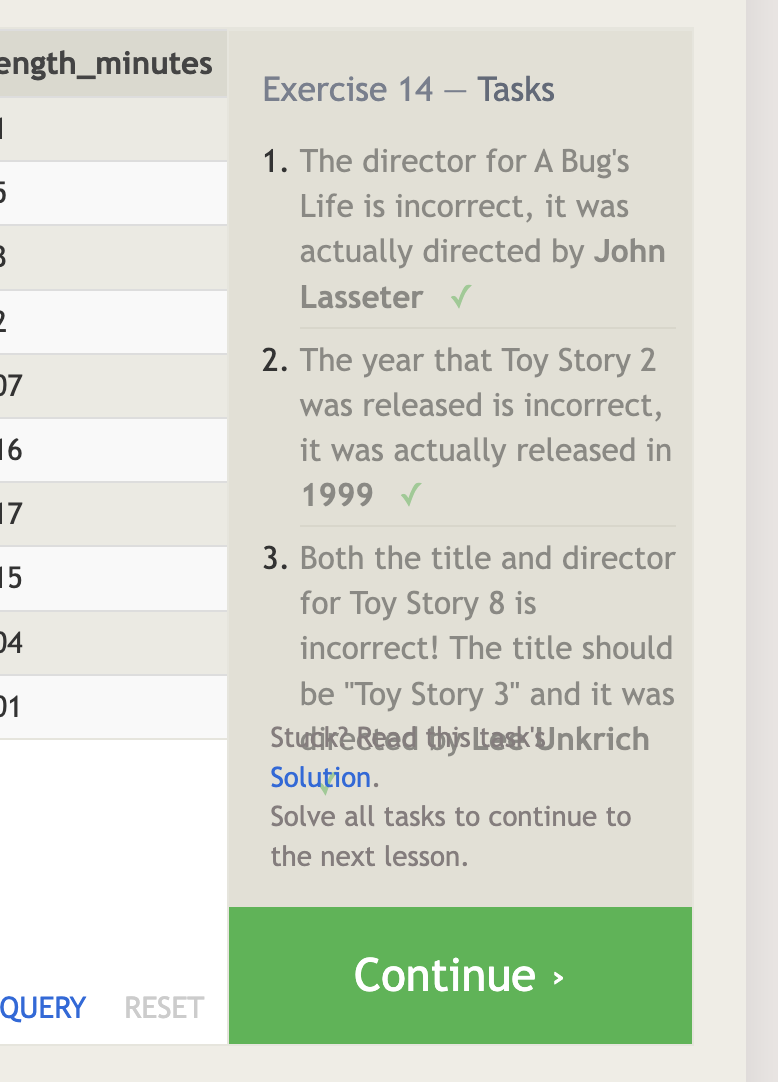 ength_minutes
Exercise 14 — Tasks
1. The director for A Bug's
Life is incorrect, it was
actually directed by John
Lasseter ✓
2. The year that Toy Story 2
was released is incorrect,
it was actually released in
1999 ✓
3. Both the title and director
for Toy Story 8 is
incorrect! The title should
be "Toy Story 3" and it was
directed by Lee Unkrich
✓
Stuck? Read this task's
Solution.
Solve all tasks to continue to
the next lesson.
Continue ›
5
3
2
07
16
17
15
04
01
QUERY RESET